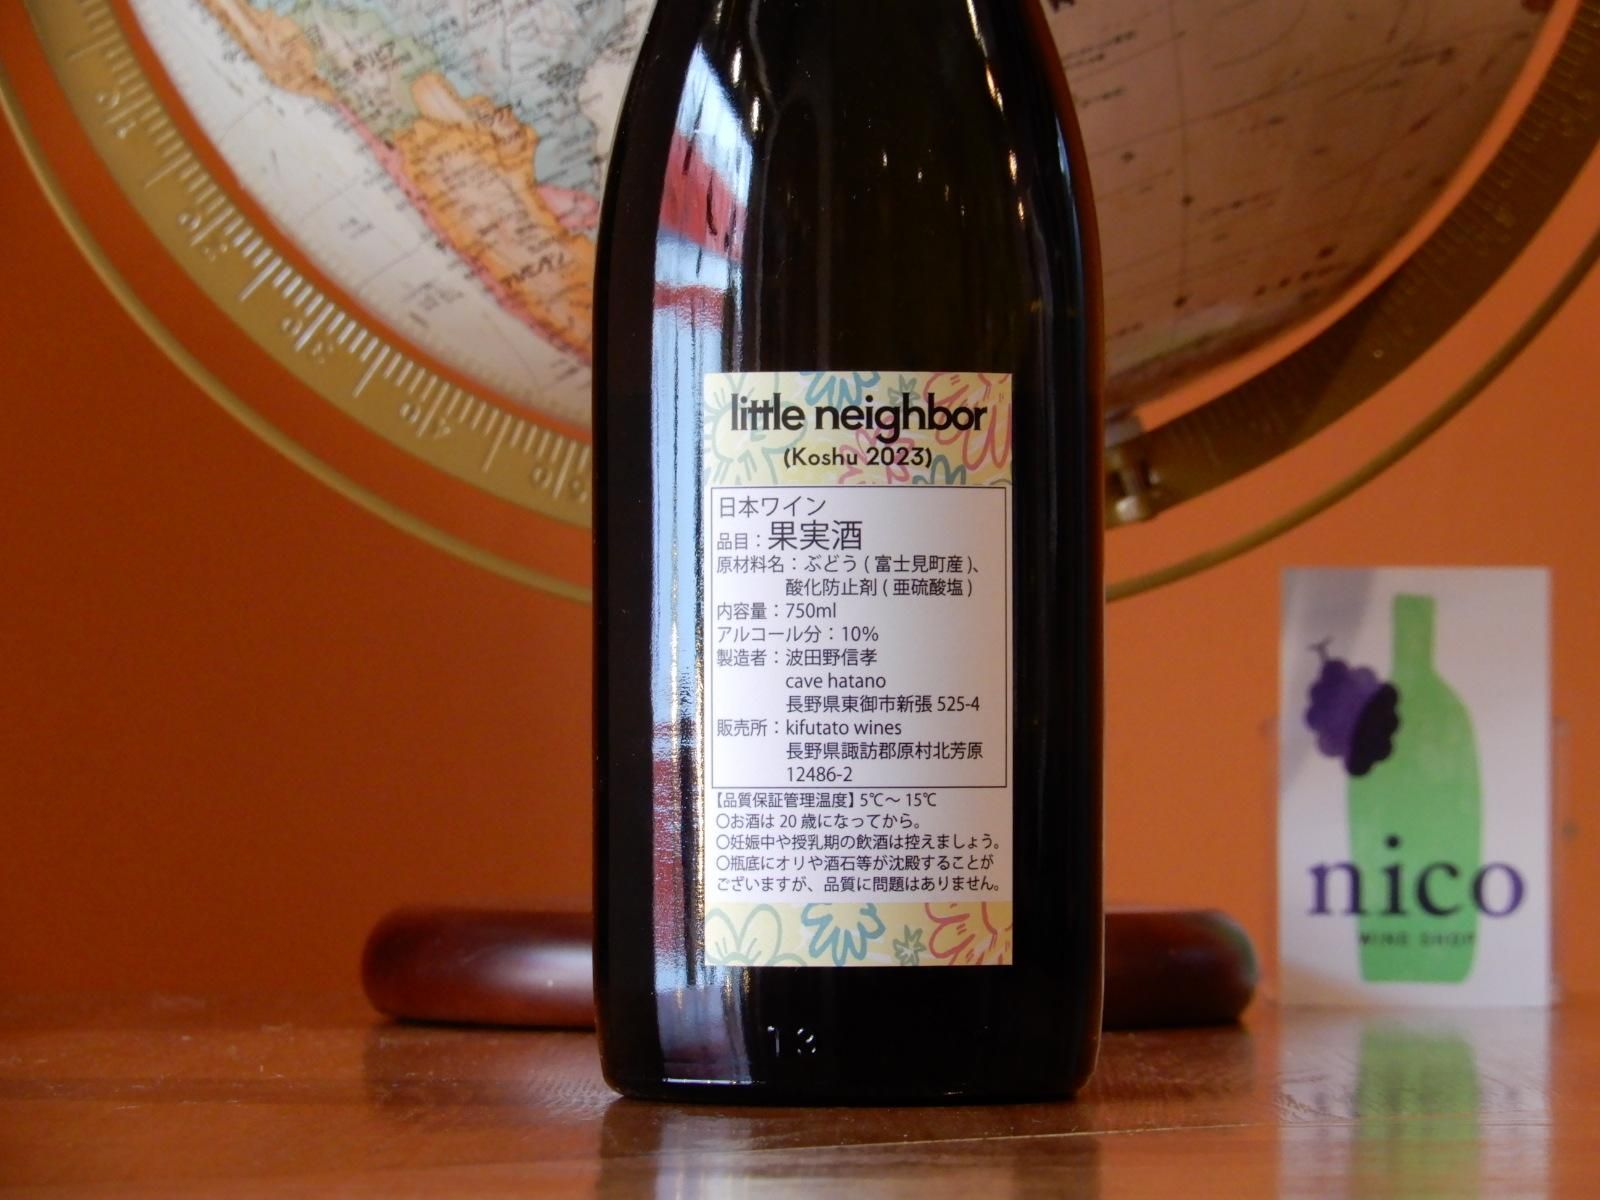 little neighbor
(Koshu 2023)
日本ワイン
品目：果実酒
原材料名：ぶどう ( 富士見町産 )、
酸化防止剤 ( 亜硫酸塩 )
内容量：750ml
アルコール分：10%
製造者：波田野信孝
cave hatano
長野県東御市新張 525-4
販売所：kifutato wines
長野県諏訪郡原村北芳原
12486-2
【品質保証管理温度】5℃〜 15℃
〇お酒は 20 歳になってから。
〇妊娠中や授乳期の飲酒は控えましょう。
〇瓶底にオリや酒石等が沈殿することが
ございますが、品質に問題はありません。
13
nico
WINE SHOP